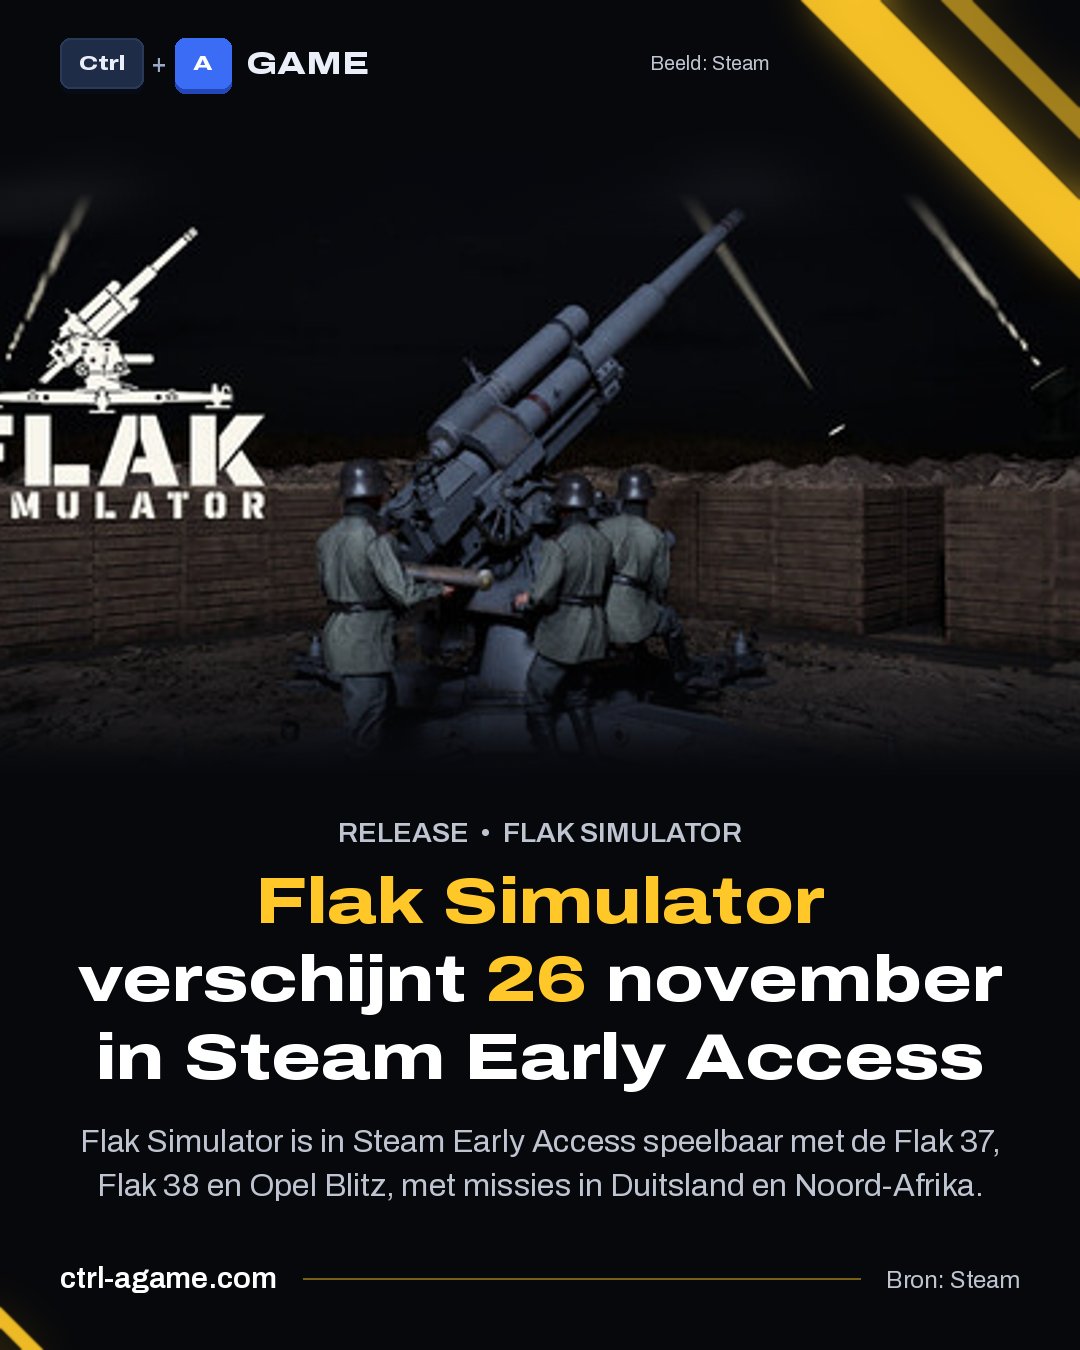 Ctrl + A GAME
Beeld: Steam
FLAK
MULATOR
RELEASE • FLAK SIMULATOR
Flak Simulator
verschijnt 26 november
in Steam Early Access
Flak Simulator is in Steam Early Access speelbaar met de Flak 37,
Flak 38 en Opel Blitz, met missies in Duitsland en Noord-Afrika.
ctrl-agame.com
Bron: Steam